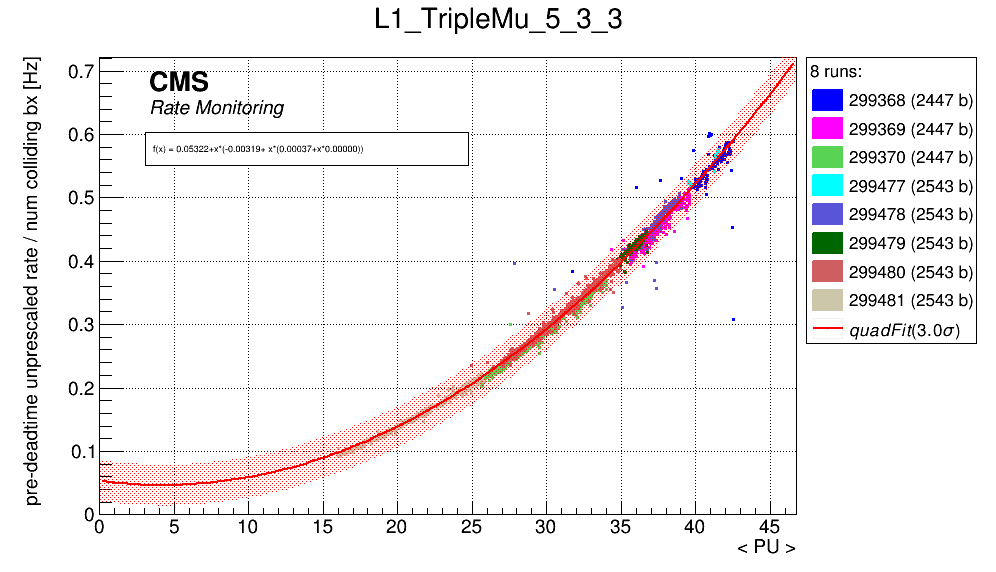 L1_TripleMu_5_3_3
pre-deadtime unprescaled rate / num colliding bx [Hz]
0.7
0.6
0.5
0.4
0.3
0.2
0.1
0
CMS
Rate Monitoring
f(x) = 0.05322+x*(-0.00319+ x*(0.00037+x*0.00000))
0 5 10 15 20 25 30 35 40 45
< PU >
8 runs:
299368 (2447 b)
299369 (2447 b)
299370 (2447 b)
299477 (2543 b)
299478 (2543 b)
299479 (2543 b)
299480 (2543 b)
299481 (2543 b)
quadFit(3.0σ)